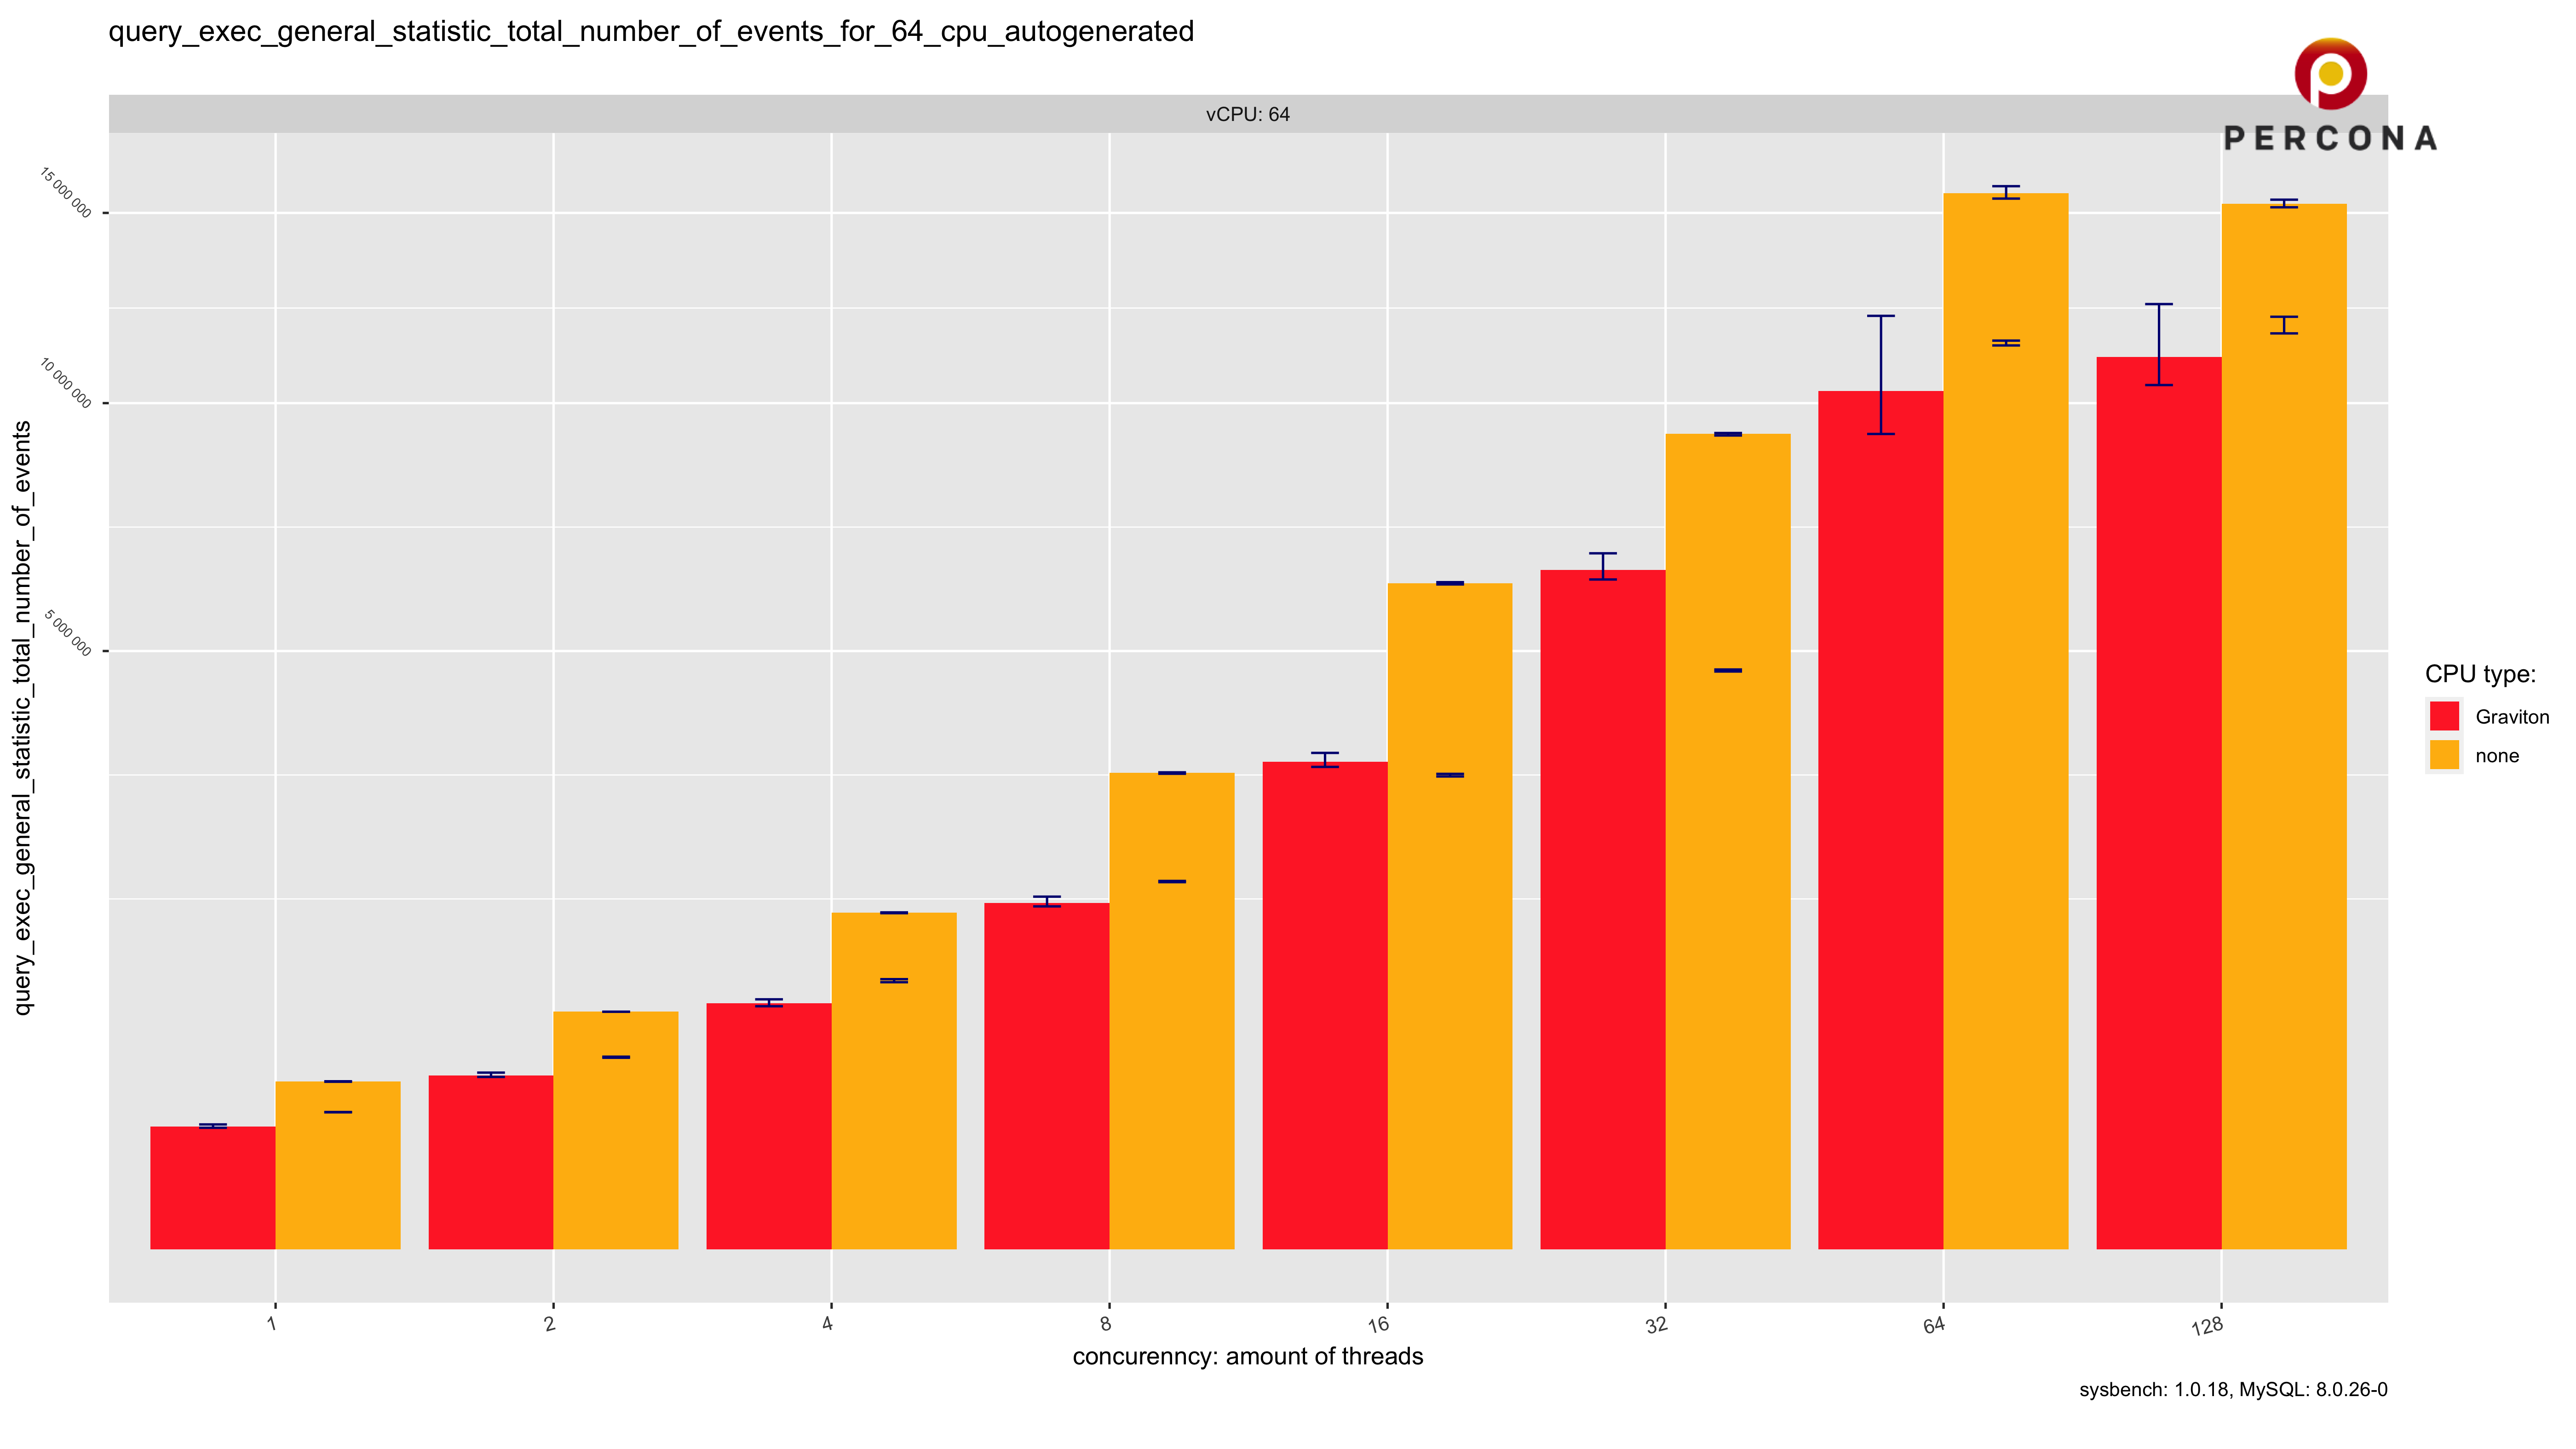 query_exec_general_statistic_total_number_of_events_for_64_cpu_autogenerated
PERCONA
vCPU: 64
query_exec_general_statistic_total_number_of_events
15 000 000
10 000 000
5 000 000
CPU type:
Graviton
none
1
2
4
8
16
32
64
128
concurenncy: amount of threads
sysbench: 1.0.18, MySQL: 8.0.26-0